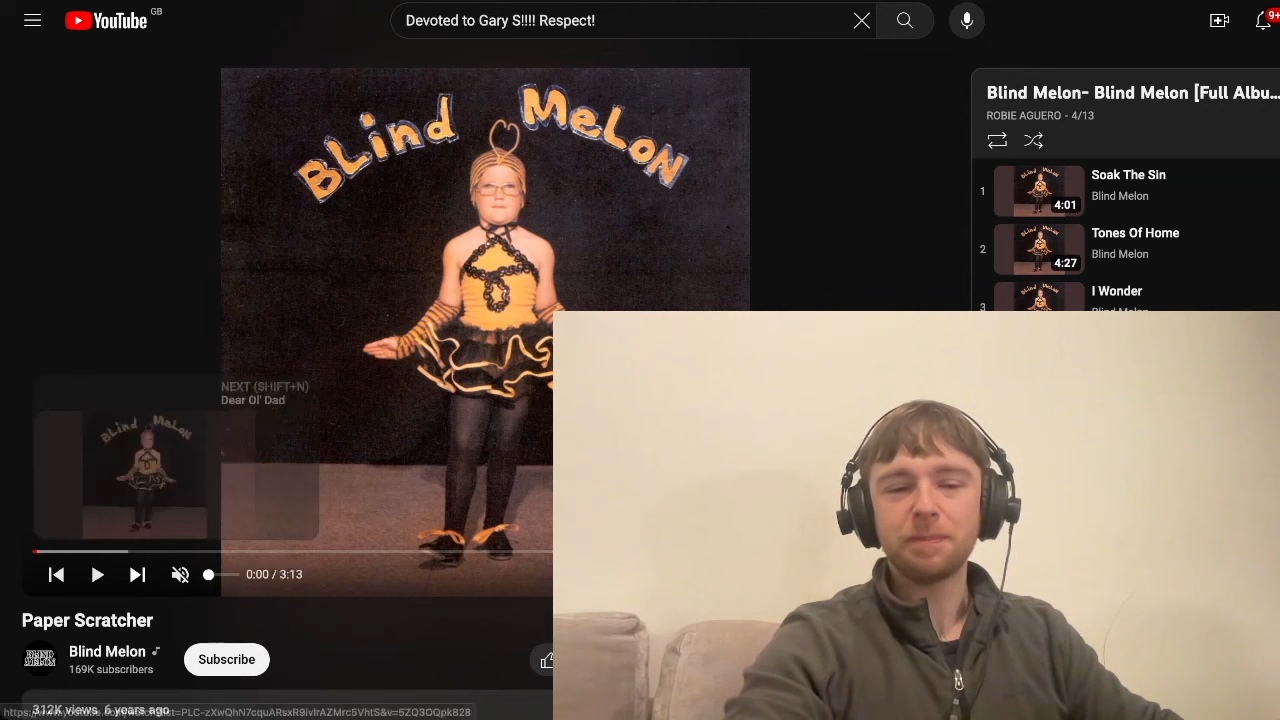 YouTube GB
Devoted to Gary S!!!! Respect!
9+
BLind MeLoN
NEXT (SHIFT+N)
Dear Ol' Dad
BLind MeLoN
0:00 / 3:13
Paper Scratcher
Blind Melon
169K subscribers
Subscribe
312K views 6 years ago
Blind Melon- Blind Melon [Full Albu...
ROBIE AGUERO - 4/13
1
4:01
Soak The Sin
Blind Melon
2
4:27
Tones Of Home
Blind Melon
3
I Wonder